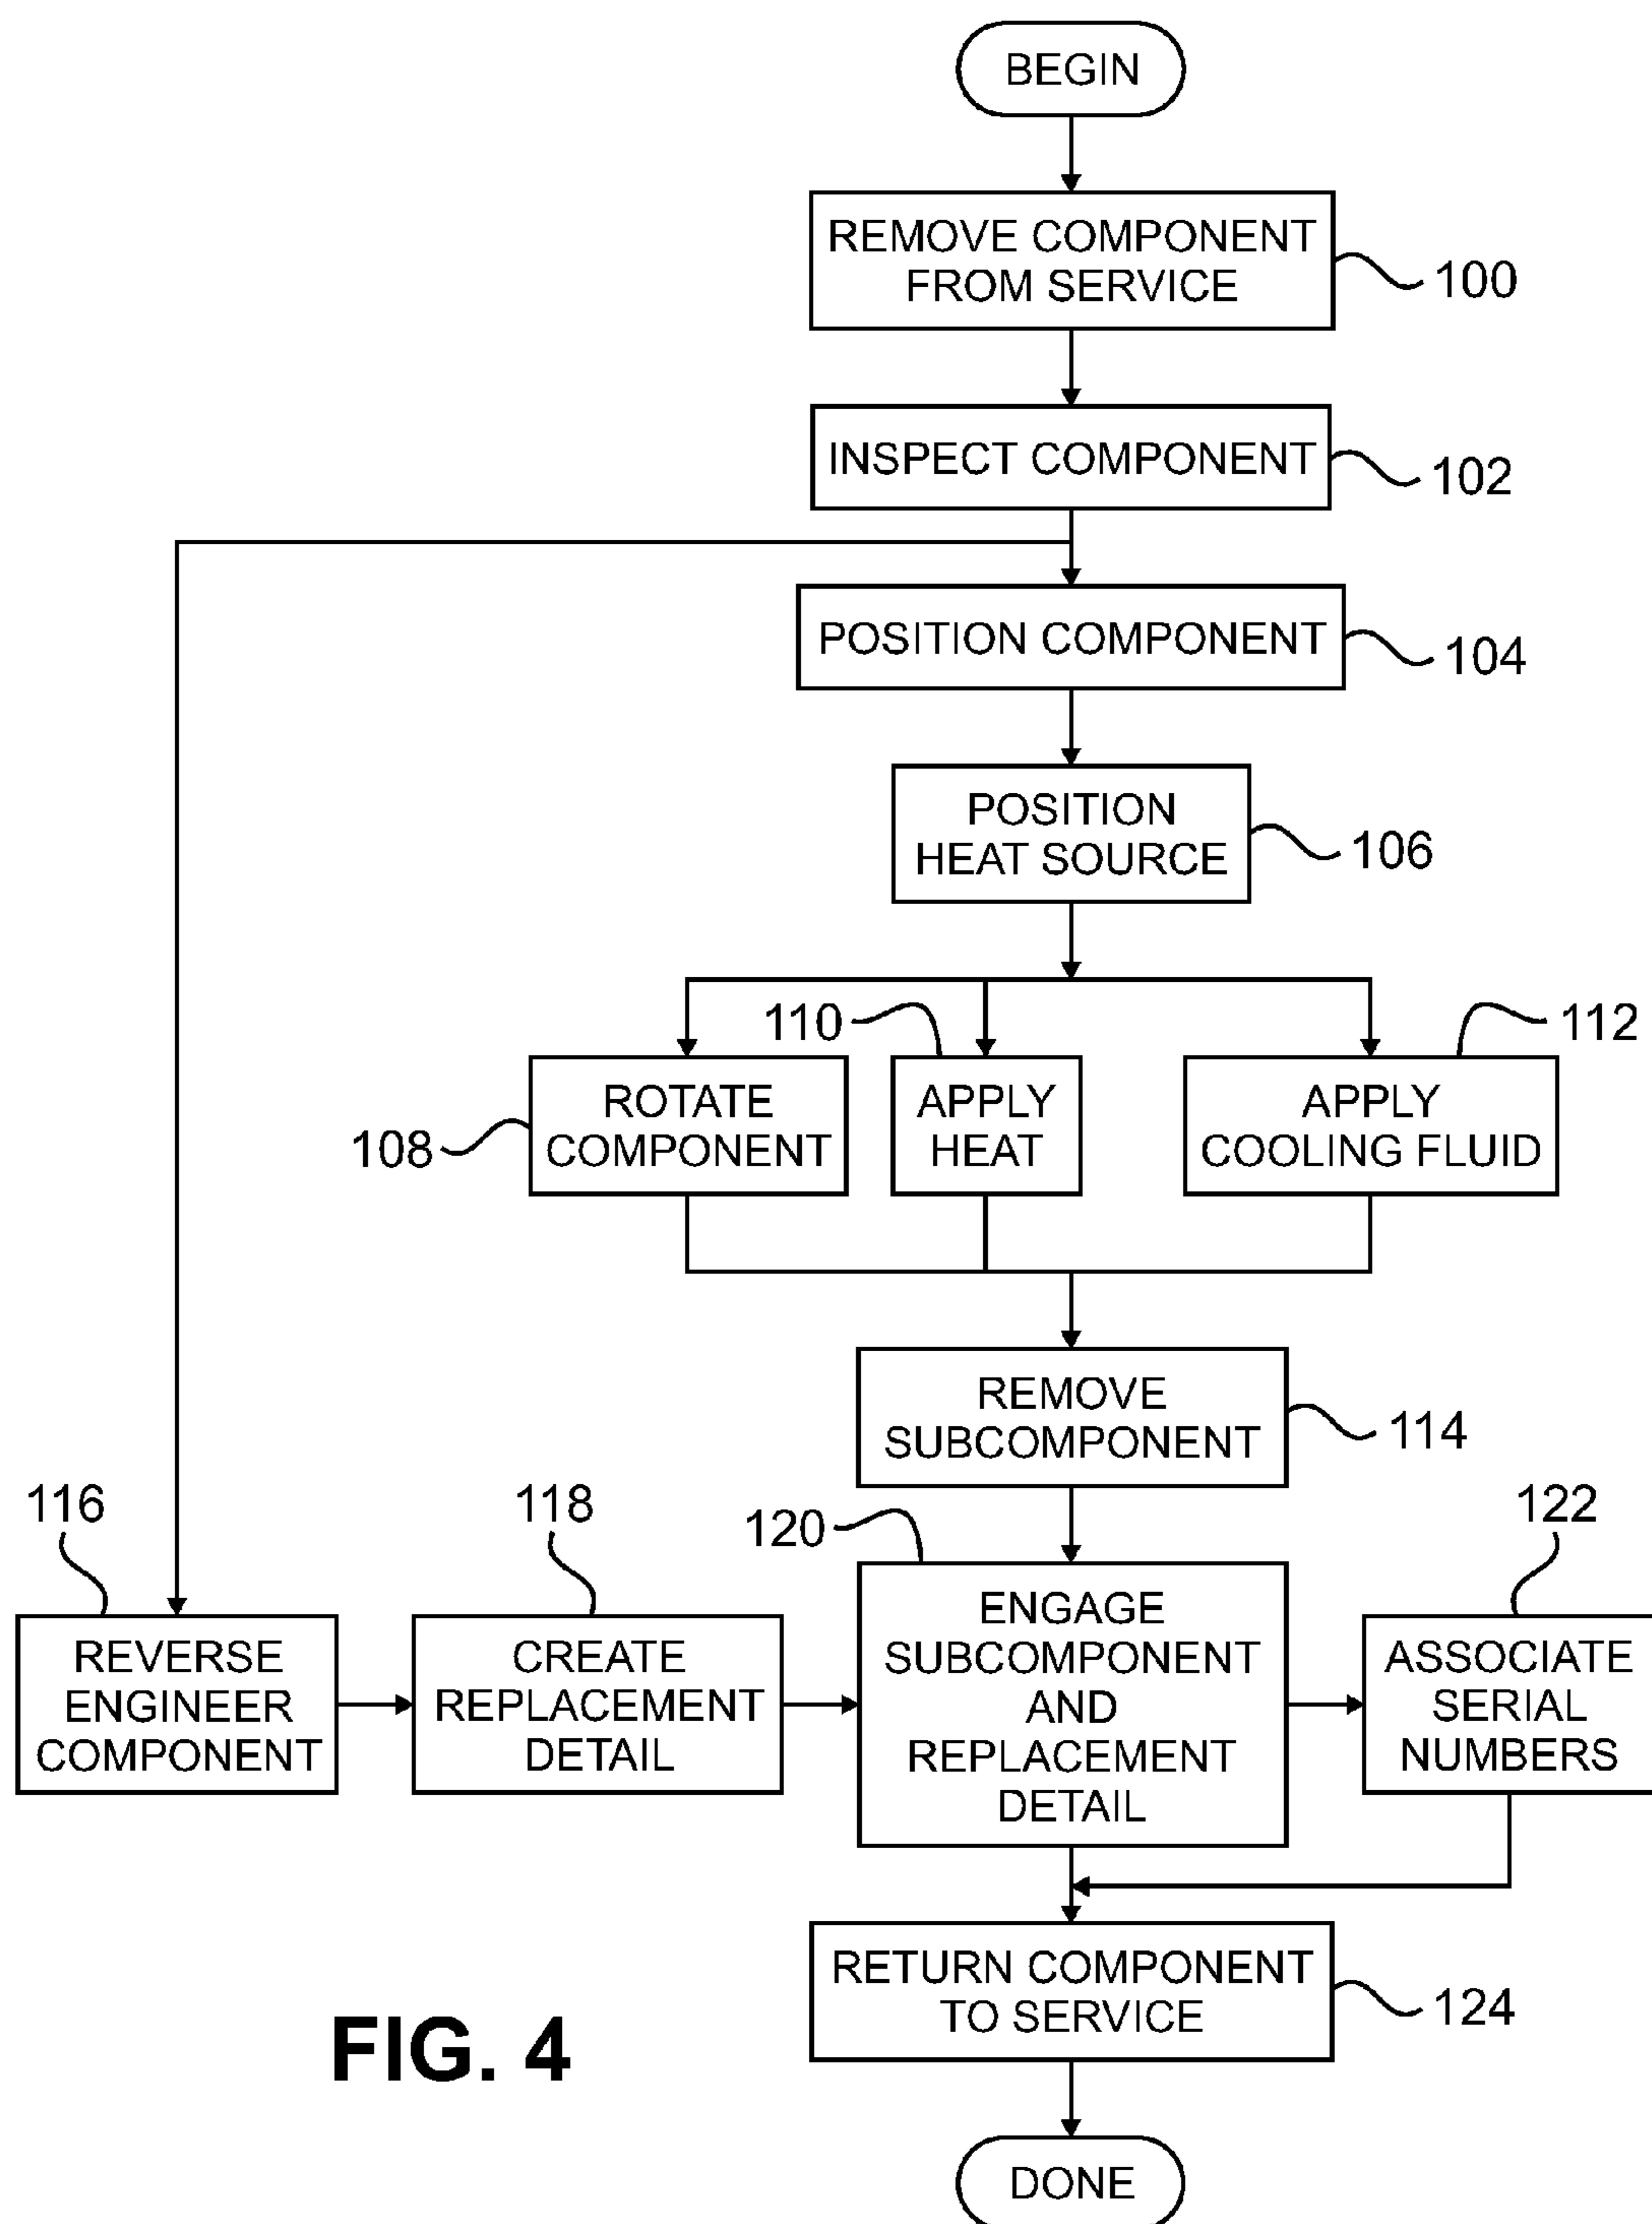 BEGIN
REMOVE COMPONENT
FROM SERVICE
100
INSPECT COMPONENT
102
POSITION COMPONENT
104
POSITION
HEAT SOURCE
106
110
112
ROTATE
COMPONENT
108
APPLY
HEAT
APPLY
COOLING FLUID
REMOVE
SUBCOMPONENT
114
116
118
120
122
REVERSE
ENGINEER
COMPONENT
CREATE
REPLACEMENT
DETAIL
ENGAGE
SUBCOMPONENT
AND
REPLACEMENT
DETAIL
ASSOCIATE
SERIAL
NUMBERS
RETURN COMPONENT
TO SERVICE
124
FIG. 4
DONE